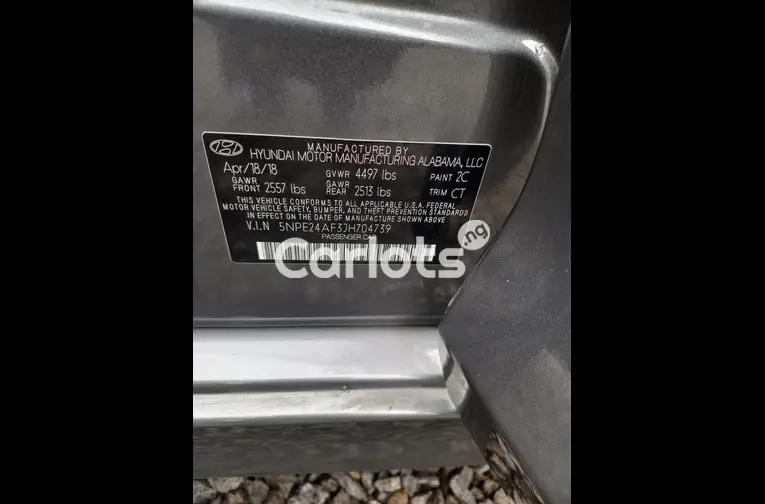 MANUFACTURED BY
HYUNDAI MOTOR MANUFACTURING ALABAMA, LLC
Apr/18/18 GVWR 4497 lbs PAINT 2C
GAWR FRONT 2557 lbs GAWR REAR 2513 lbs TRIM CT
THIS VEHICLE CONFORMS TO ALL APPLICABLE U.S.A. FEDERAL
MOTOR VEHICLE SAFETY, BUMPER, AND THEFT PREVENTION STANDARDS
IN EFFECT ON THE DATE OF MANUFACTURE SHOWN ABOVE.
V.I.N 5NPE24AF3JH704739
PASSENGER CAR
Carlots.ng